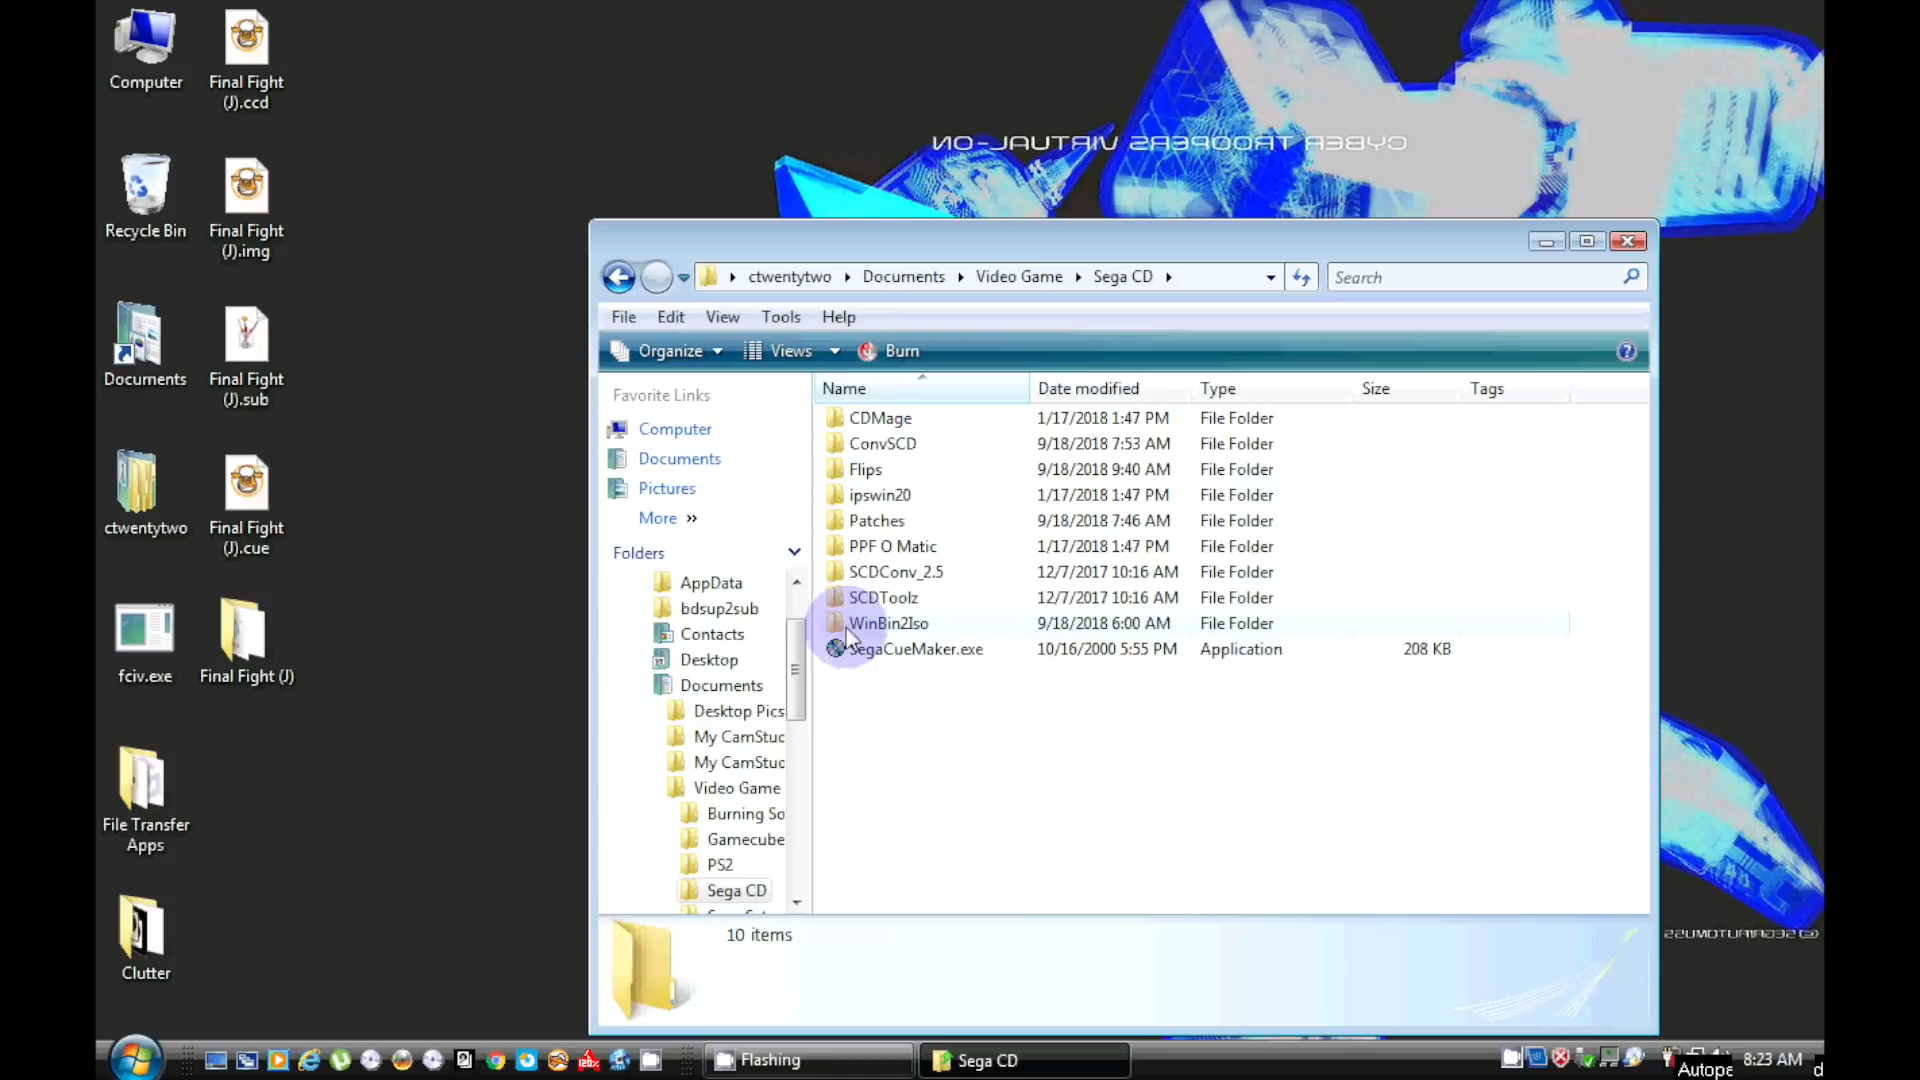 Computer
Final Fight
(J).ccd
Recycle Bin
Final Fight
(J).img
Documents
Final Fight
(J).sub
ctwentytwo
Final Fight
(J).cue
fciv.exe
Final Fight (J)
File Transfer
Apps
Clutter
CYBER TROOPERS VIRTUAL-ON
ctwentytwo Documents Video Game Sega CD
Search
File Edit View Tools Help
Organize Views Burn
Favorite Links
Computer
Documents
Pictures
More »
Folders
AppData
bdsup2sub
Contacts
Desktop
Documents
Desktop Pics
My CamStuc
My CamStuc
Video Game
Burning So
Gamecube
PS2
Sega CD
Name Date modified Type Size Tags
CDMage 1/17/2018 1:47 PM File Folder
ConvSCD 9/18/2018 7:53 AM File Folder
Flips 9/18/2018 9:40 AM File Folder
ipswin20 1/17/2018 1:47 PM File Folder
Patches 9/18/2018 7:46 AM File Folder
PPF O Matic 1/17/2018 1:47 PM File Folder
SCDConv_2.5 12/7/2017 10:16 AM File Folder
SCDToolz 12/7/2017 10:16 AM File Folder
WinBin2Iso 9/18/2018 6:00 AM File Folder
SegaCueMaker.exe 10/16/2000 5:55 PM Application 208 KB
10 items
Flashing
Sega CD
8:23 AM